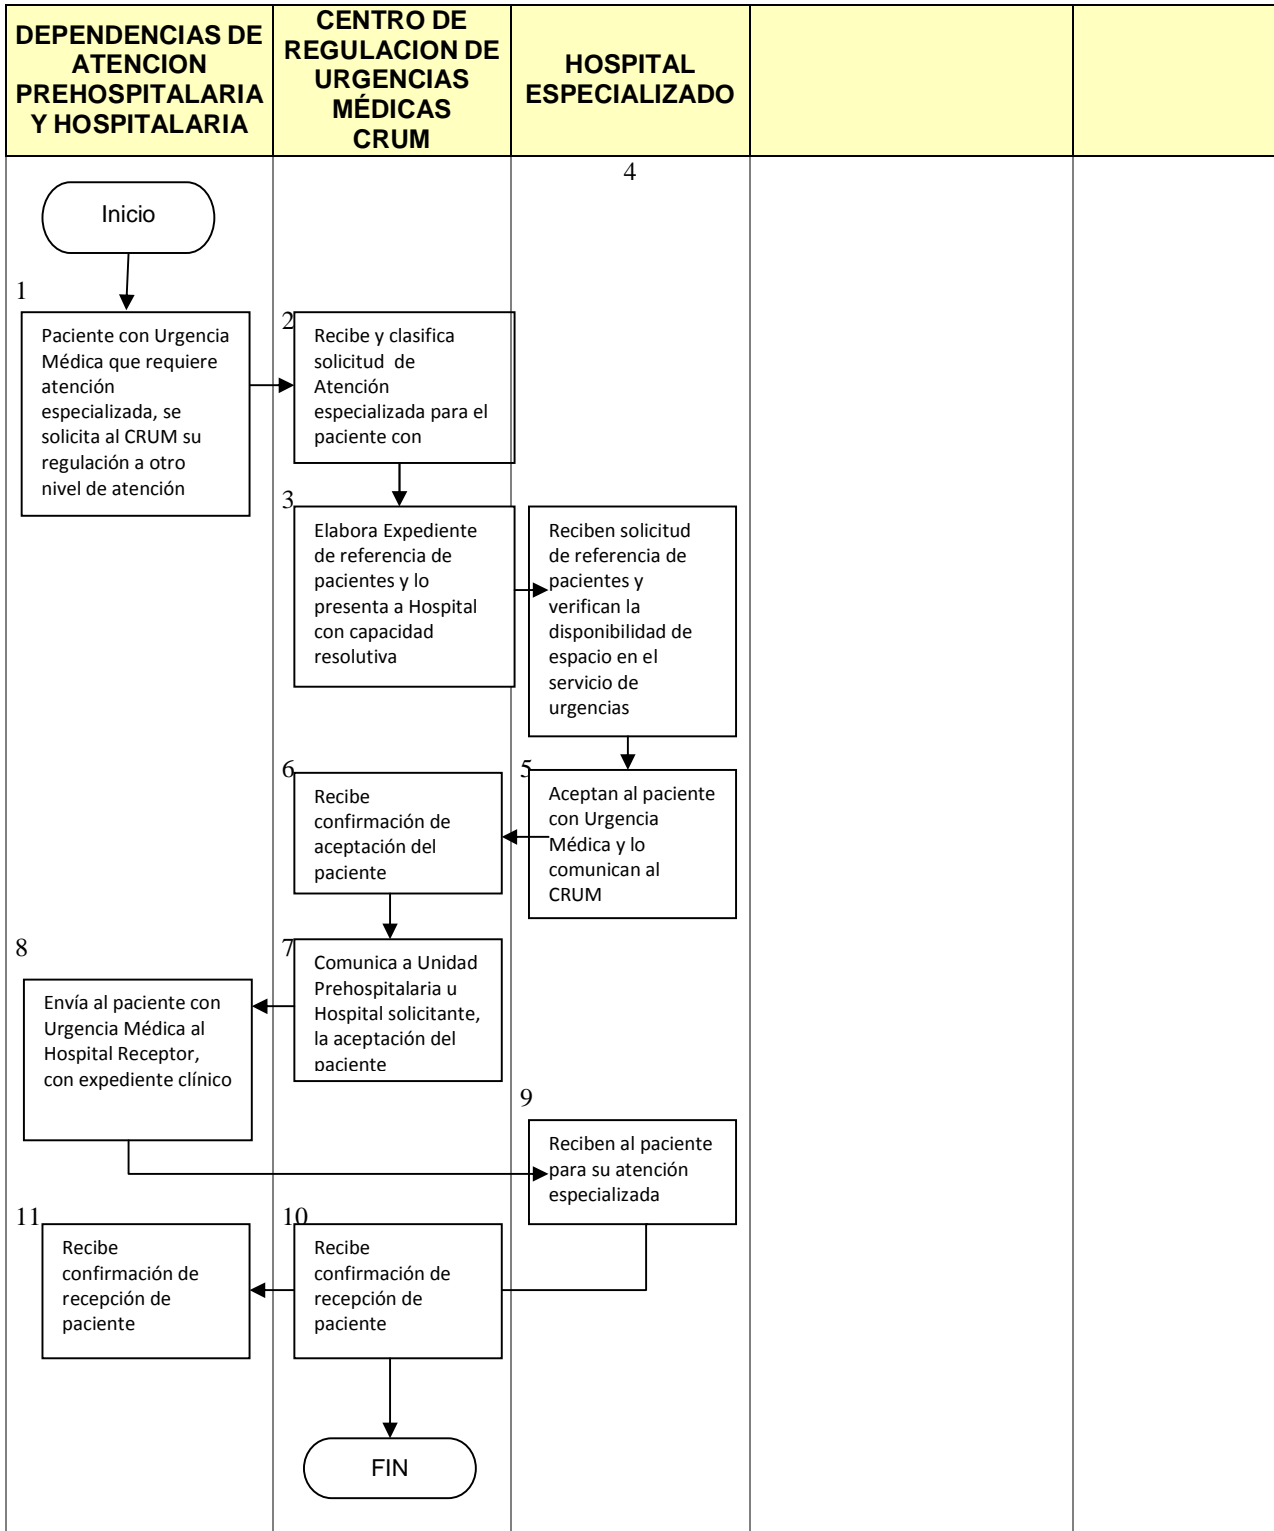 DEPENDENCIAS DE
ATENCION
PREHOSPITALARIA
Y HOSPITALARIA
CENTRO DE
REGULACION DE
URGENCIAS
MÉDICAS
CRUM
HOSPITAL
ESPECIALIZADO
4
Inicio
1
Paciente con Urgencia
Médica que requiere
atención
especializada, se
solicita al CRUM su
regulación a otro
nivel de atención
2
Recibe y clasifica
solicitud de
Atención
especializada para el
paciente con
3
Elabora Expediente
de referencia de
pacientes y lo
presenta a Hospital
con capacidad
resolutiva
Reciben solicitud
de referencia de
pacientes y
verifican la
disponibilidad de
espacio en el
servicio de
urgencias
5
Aceptan al paciente
con Urgencia
Médica y lo
comunican al
CRUM
6
Recibe
confirmación de
aceptación del
paciente
7
Comunica a Unidad
Prehospitalaria u
Hospital solicitante,
la aceptación del
paciente
8
Envía al paciente con
Urgencia Médica al
Hospital Receptor,
con expediente clínico
9
Reciben al paciente
para su atención
especializada
10
Recibe
confirmación de
recepción de
paciente
11
Recibe
confirmación de
recepción de
paciente
FIN